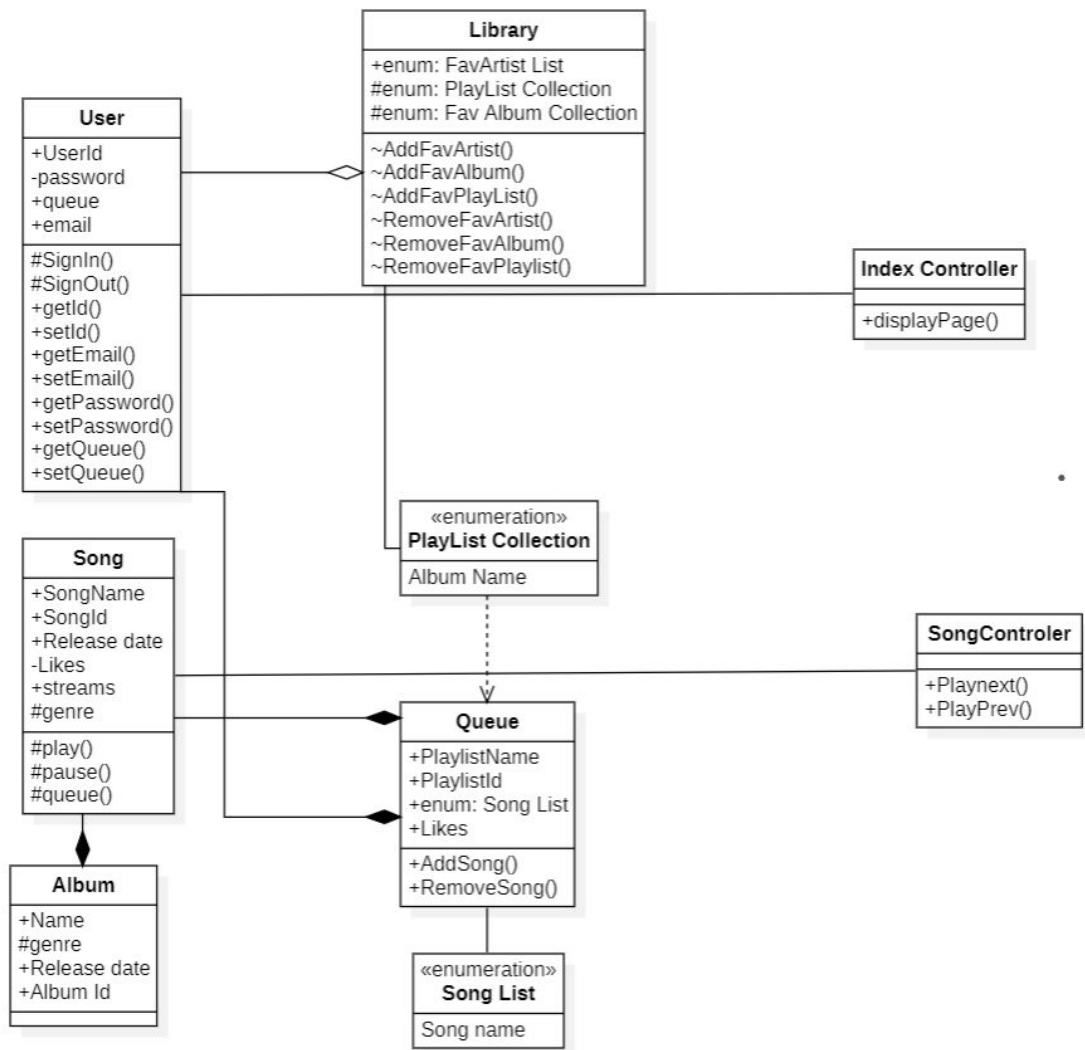 Library
+enum: FavArtist List
#enum: PlayList Collection
#enum: Fav Album Collection
~AddFavArtist()
~AddFavAlbum()
~AddFavPlayList()
~RemoveFavArtist()
~RemoveFavAlbum()
~RemoveFavPlaylist()
User
+UserId
-password
+queue
+email
#SignIn()
#SignOut()
+getId()
+setId()
+getEmail()
+setEmail()
+getPassword()
+setPassword()
+getQueue()
+setQueue()
Index Controller
+displayPage()
«enumeration»
PlayList Collection
Album Name
Song
+SongName
+SongId
+Release date
-Likes
+streams
#genre
#play()
#pause()
#queue()
SongControler
+Playnext()
+PlayPrev()
Queue
+PlaylistName
+PlaylistId
+enum: Song List
+Likes
+AddSong()
+RemoveSong()
Album
+Name
#genre
+Release date
+Album Id
«enumeration»
Song List
Song name